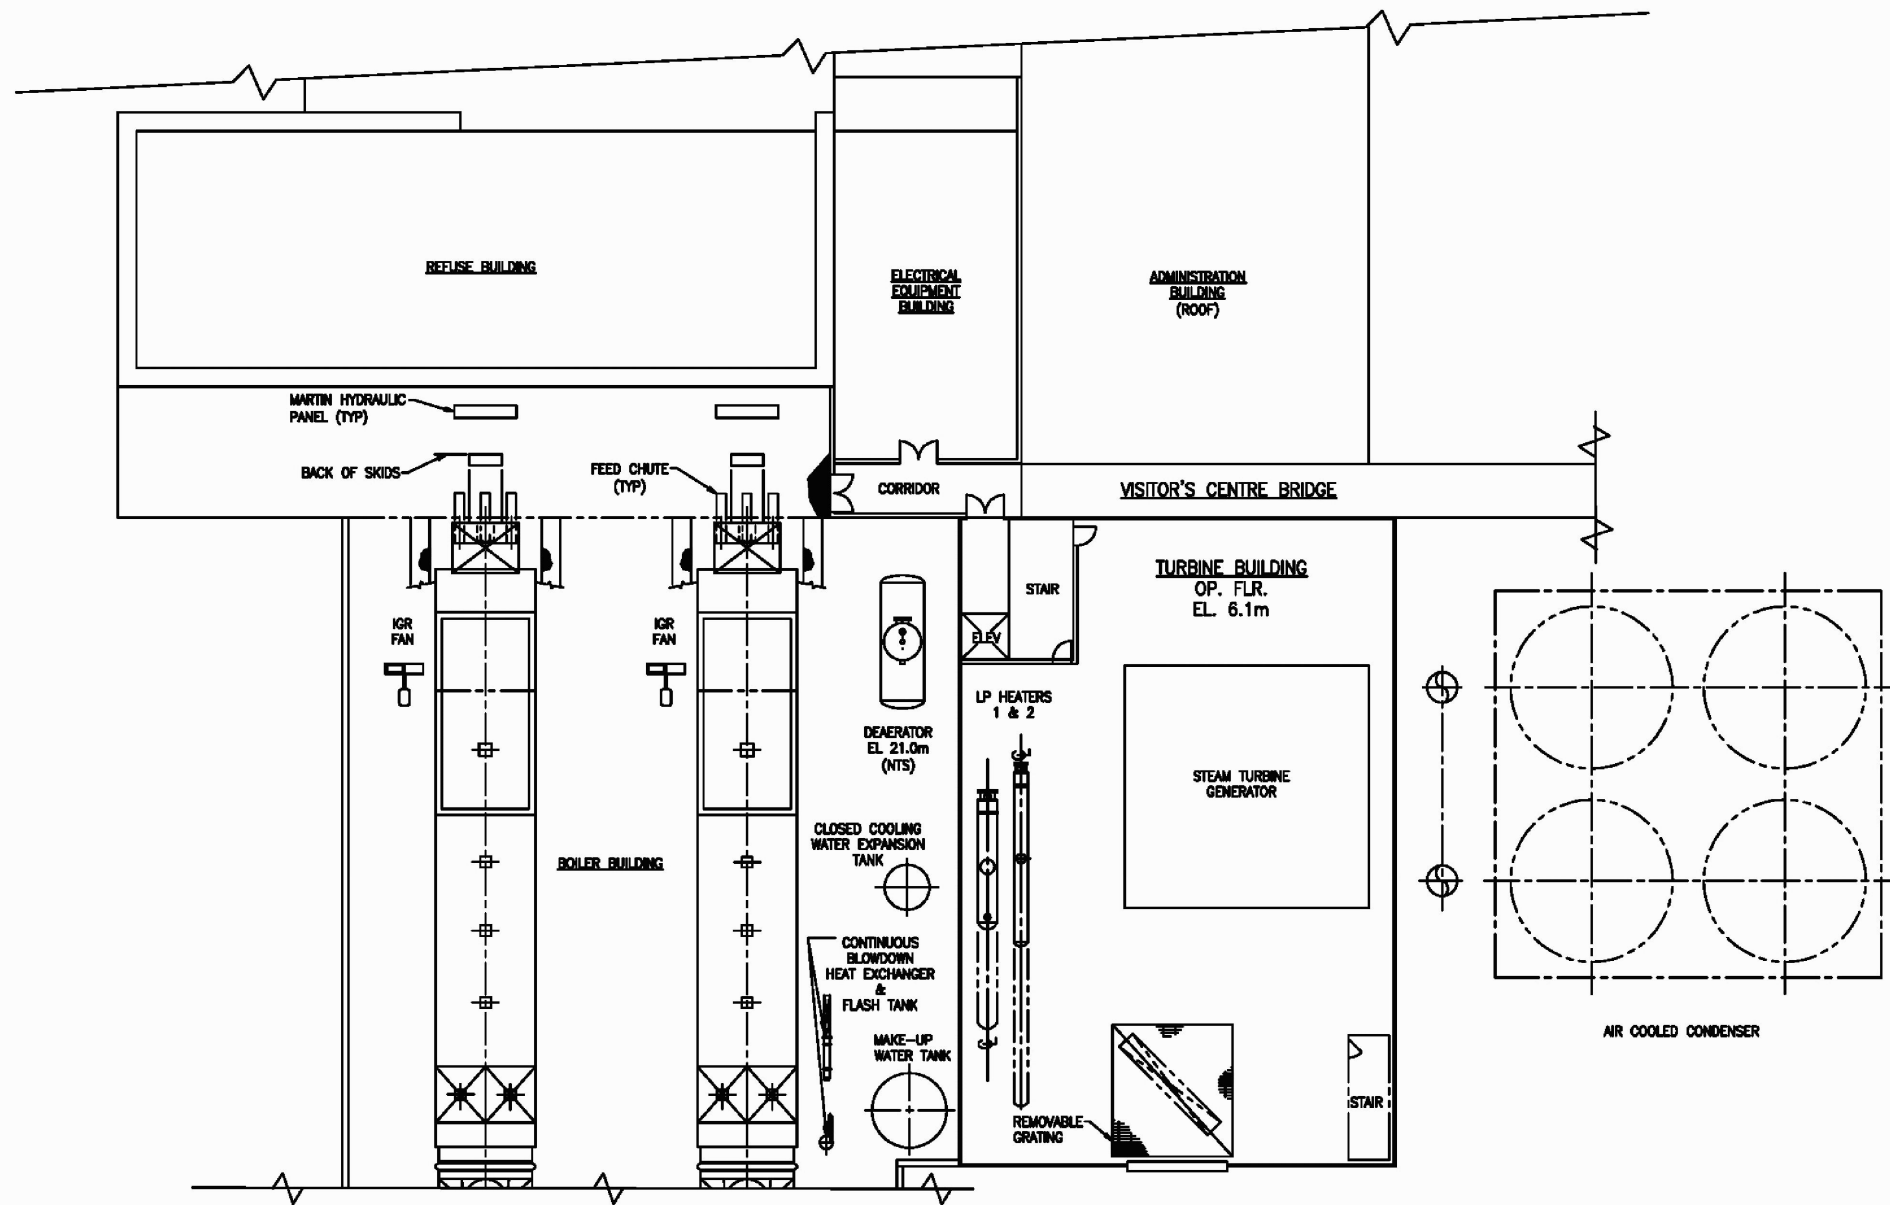 REFUSE BUILDING
ELECTRICAL
EQUIPMENT
BUILDING
ADMINISTRATION
BUILDING
(ROOF)
MARTIN HYDRAULIC
PANEL (TYP)
BACK OF SKIDS
FEED CHUTE
(TYP)
CORRIDOR
VISITOR'S CENTRE BRIDGE
TURBINE BUILDING
OP. FLR.
EL. 6.1m
STAIR
ELEV
IGR
FAN
IGR
FAN
DEAERATOR
EL 21.0m
(NTS)
LP HEATERS
1 & 2
STEAM TURBINE
GENERATOR
CLOSED COOLING
WATER EXPANSION
TANK
BOILER BUILDING
CONTINUOUS
BLOWDOWN
HEAT EXCHANGER
&
FLASH TANK
MAKE-UP
WATER TANK
REMOVABLE
GRATING
STAIR
AIR COOLED CONDENSER